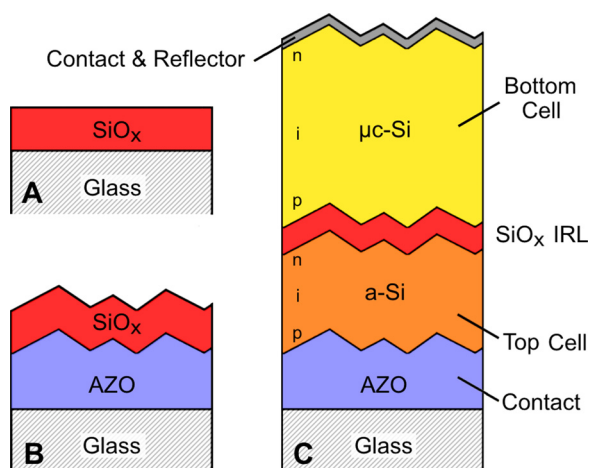 SiOx
Glass
A
SiOx
AZO
Glass
B
Contact & Reflector
n
i
μc-Si
p
Bottom
Cell
SiOx IRL
n
i
a-Si
p
Top Cell
AZO
Contact
Glass
C